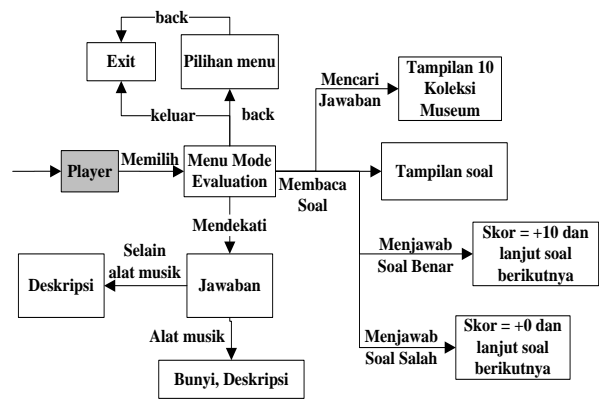 back
Exit
Pilihan menu
keluar
back
Mencari
Jawaban
Tampilan 10
Koleksi
Museum
Player
Memilih
Menu Mode
Evaluation
Membaca
Soal
Tampilan soal
Mendekati
Menjawab
Soal Benar
Skor = +10 dan
lanjut soal
berikutnya
Deskripsi
Selain
alat musik
Jawaban
Menjawab
Soal Salah
Skor = +0 dan
lanjut soal
berikutnya
Alat musik
Bunyi, Deskripsi